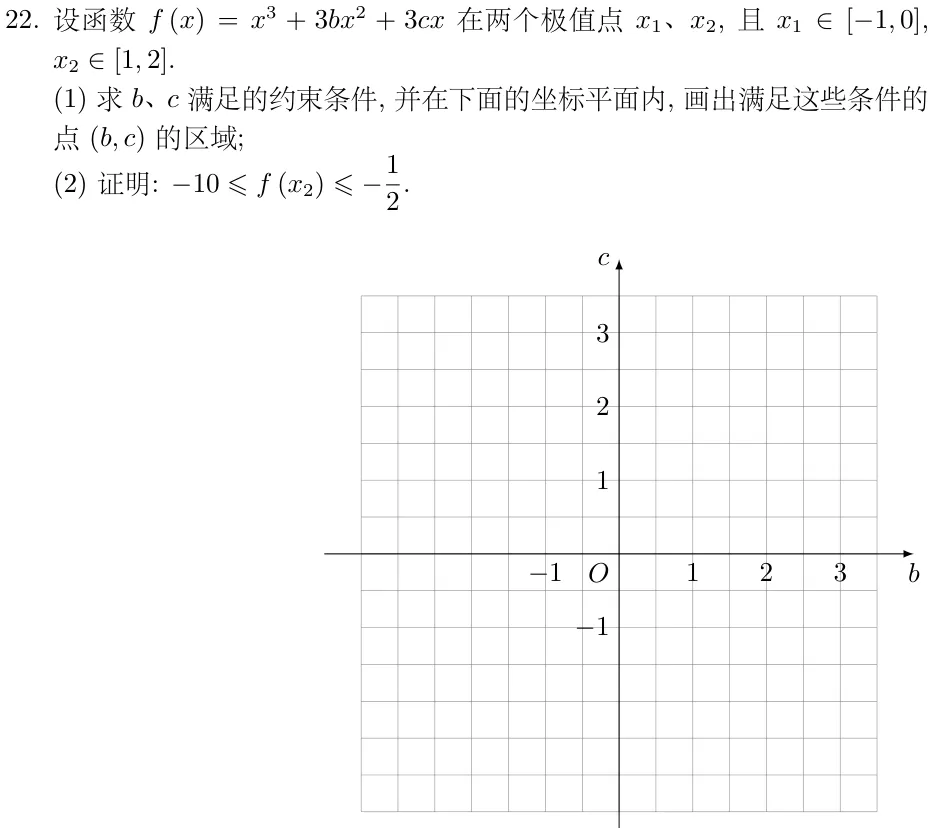 22. 设函数 f (x) = x³ + 3bx² + 3cx 在两个极值点 x₁、x₂, 且 x₁ ∈ [−1, 0],
x₂ ∈ [1, 2].
(1) 求 b、c 满足的约束条件, 并在下面的坐标平面内, 画出满足这些条件的
点 (b, c) 的区域;
(2) 证明: −10 ⩽ f (x₂) ⩽ −1/2.
c
3
2
1
−1 O 1 2 3 b
−1